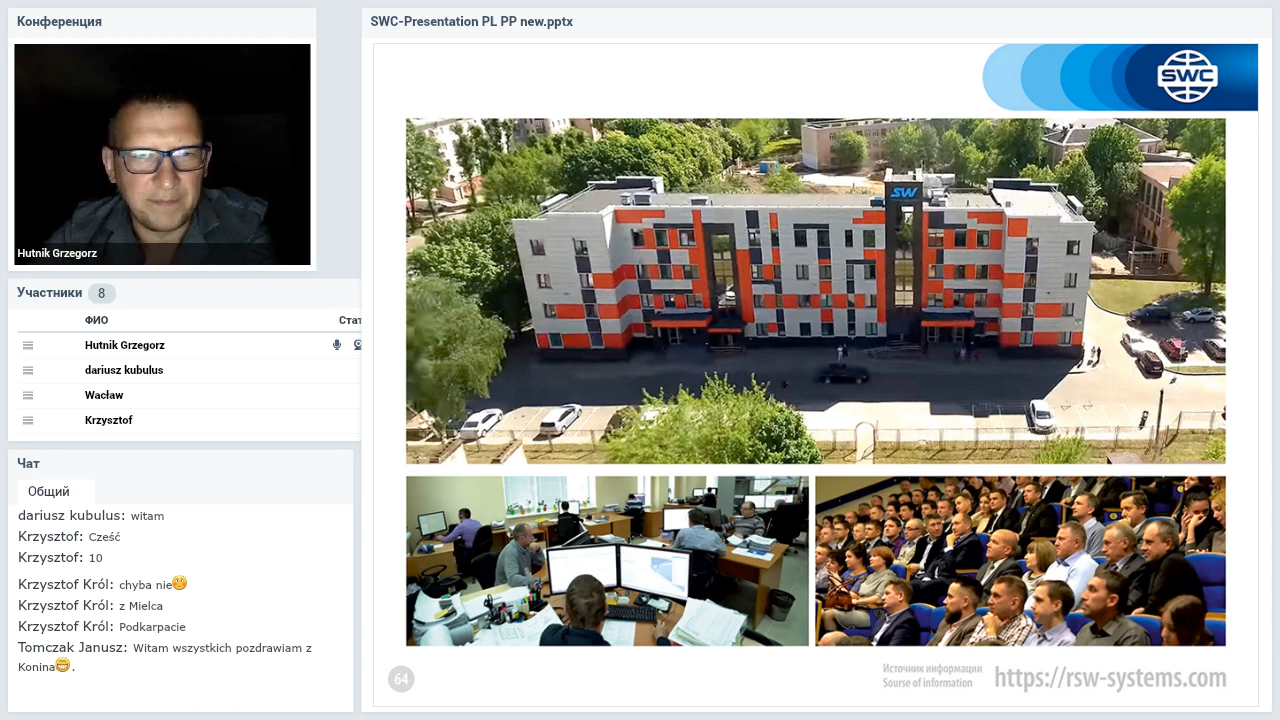 Конференция
Hutnik Grzegorz
Участники 8
ФИО Стат
Hutnik Grzegorz
dariusz kubulus
Wacław
Krzysztof
Чат
Общий
dariusz kubulus: witam
Krzysztof: Cześć
Krzysztof: 10
Krzysztof Król: chyba nie
Krzysztof Król: z Mielca
Krzysztof Król: Podkarpacie
Tomczak Janusz: Witam wszystkich pozdrawiam z
Konina.
SWC-Presentation PL PP new.pptx
SWC
SW
64
Источник информации
Sourse of information
https://rsw-systems.com